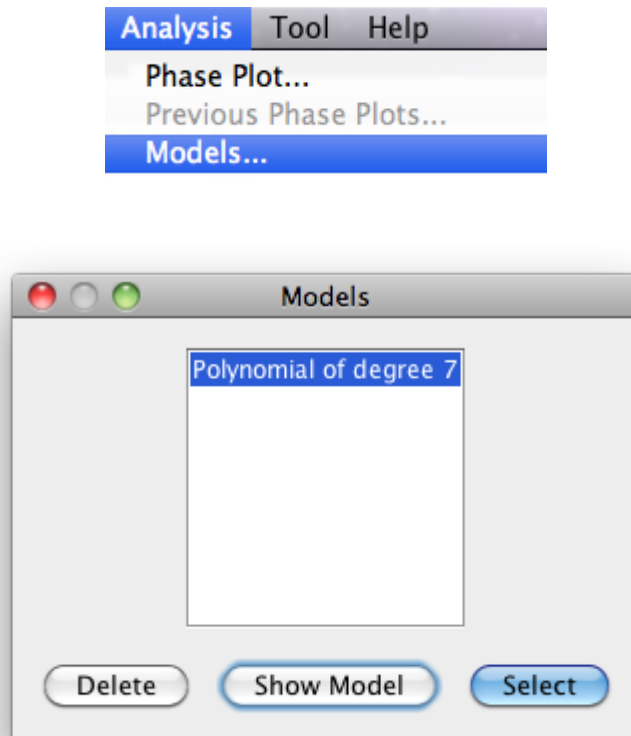 Analysis Tool Help
Phase Plot...
Previous Phase Plots...
Models...
Models
Polynomial of degree 7
Delete Show Model Select